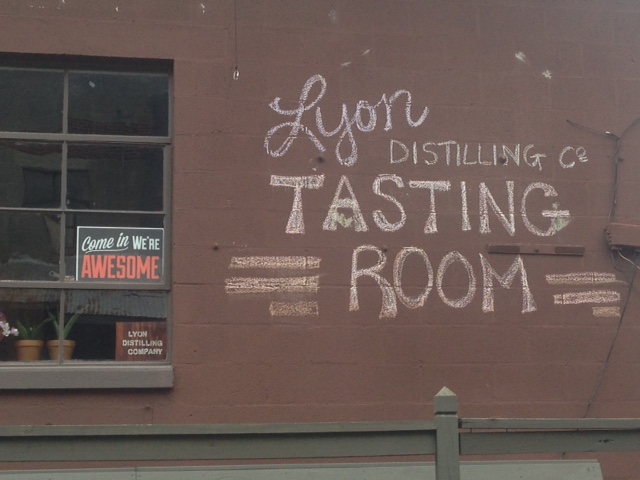 Lyon
DISTILLING Co
TASTING
ROOM
Come in WE'RE
AWESOME
LYON
DISTILLING
COMPANY